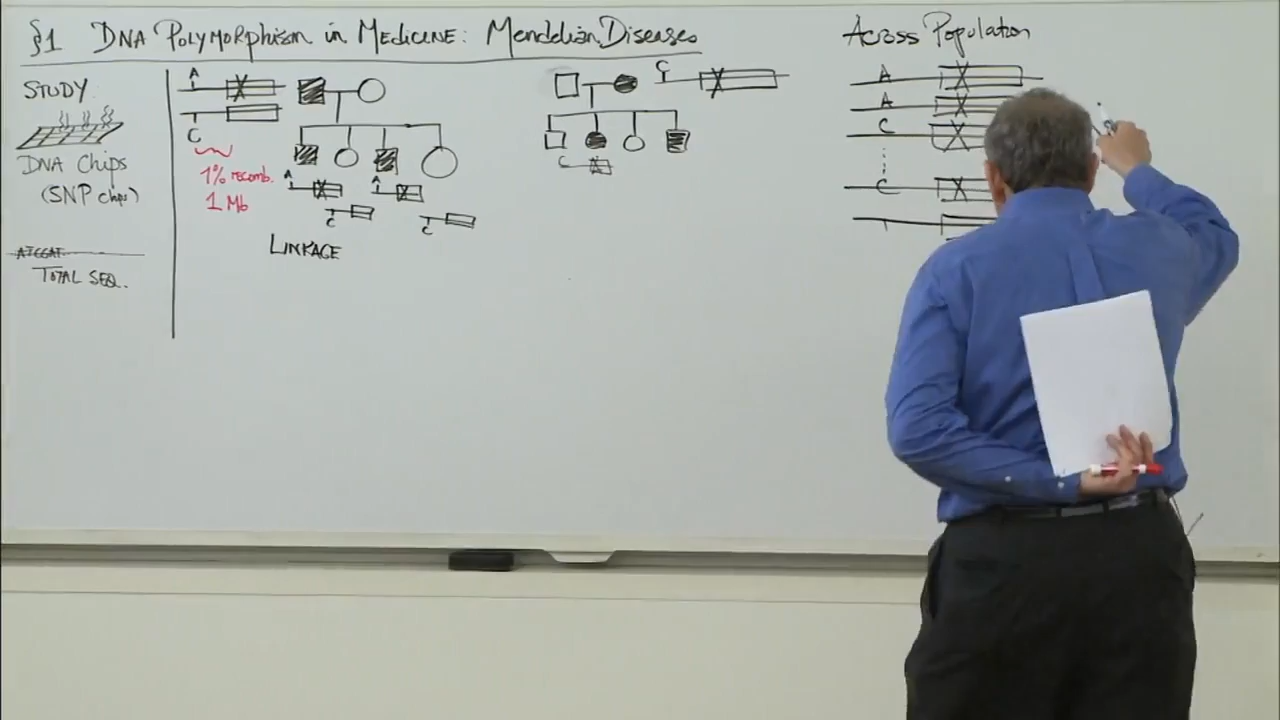 §1 DNA Polymorphism in Medicine: Mendelian Diseases
Study
DNA Chips
(SNP chips)
ATCGAT
Total Seq.
A
C
1% recomb.
1 Mb
A
A
C
C
Linkage
C
C
Across Population
A
A
C
C